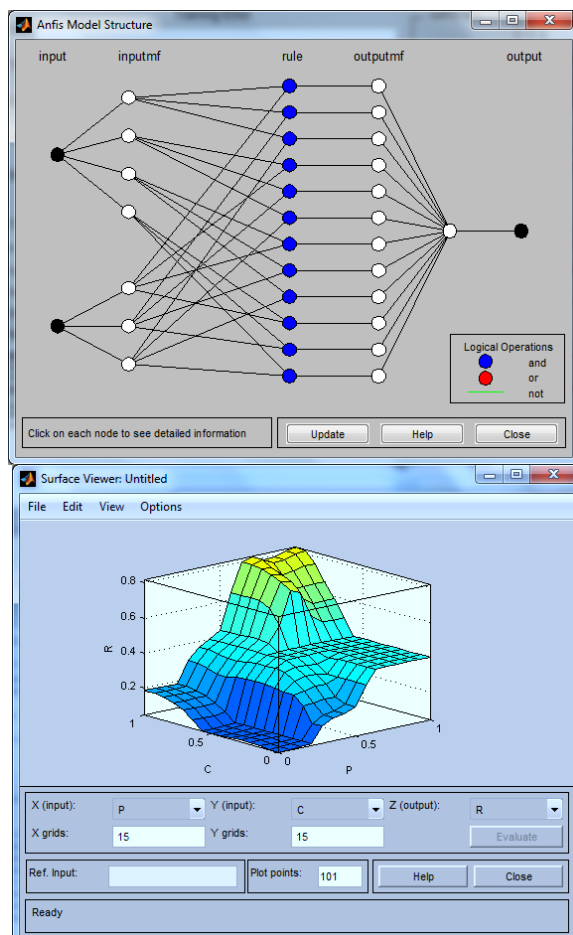 Anfis Model Structure
input inputmf rule outputmf output
Logical Operations
and
or
not
Click on each node to see detailed information Update Help Close
Surface Viewer: Untitled
File Edit View Options
0.8
0.6
0.4
0.2
R
1
0.5
0
C
0
0.5
1
P
X (input): P Y (input): C Z (output): R
X grids: 15 Y grids: 15 Evaluate
Ref. Input: Plot points: 101 Help Close
Ready